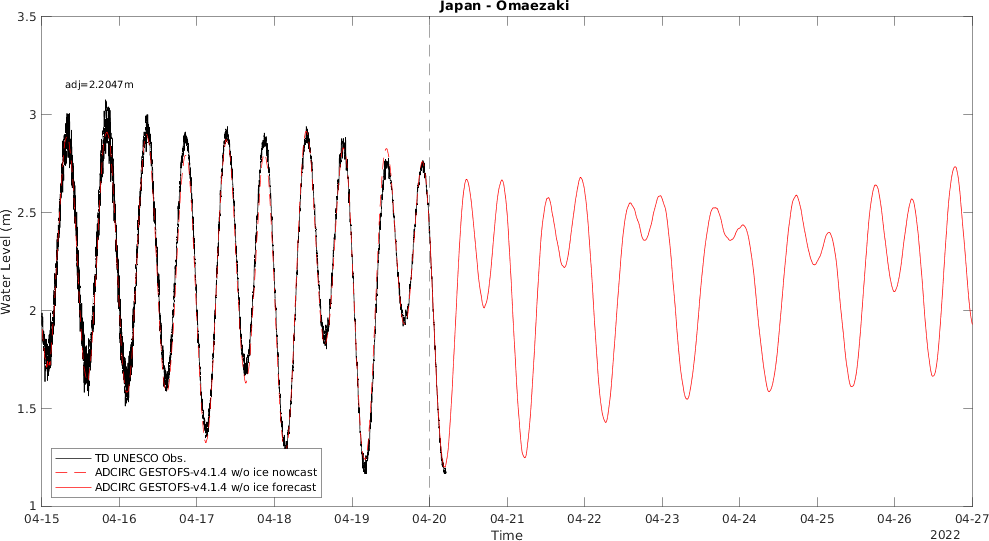 Japan - Omaezaki
3.5
3
2.5
2
1.5
1
Water Level (m)
adj=2.2047m
TD UNESCO Obs.
ADCIRC GESTOFS-v4.1.4 w/o ice nowcast
ADCIRC GESTOFS-v4.1.4 w/o ice forecast
04-15 04-16 04-17 04-18 04-19 04-20 04-21 04-22 04-23 04-24 04-25 04-26 04-27
Time
2022